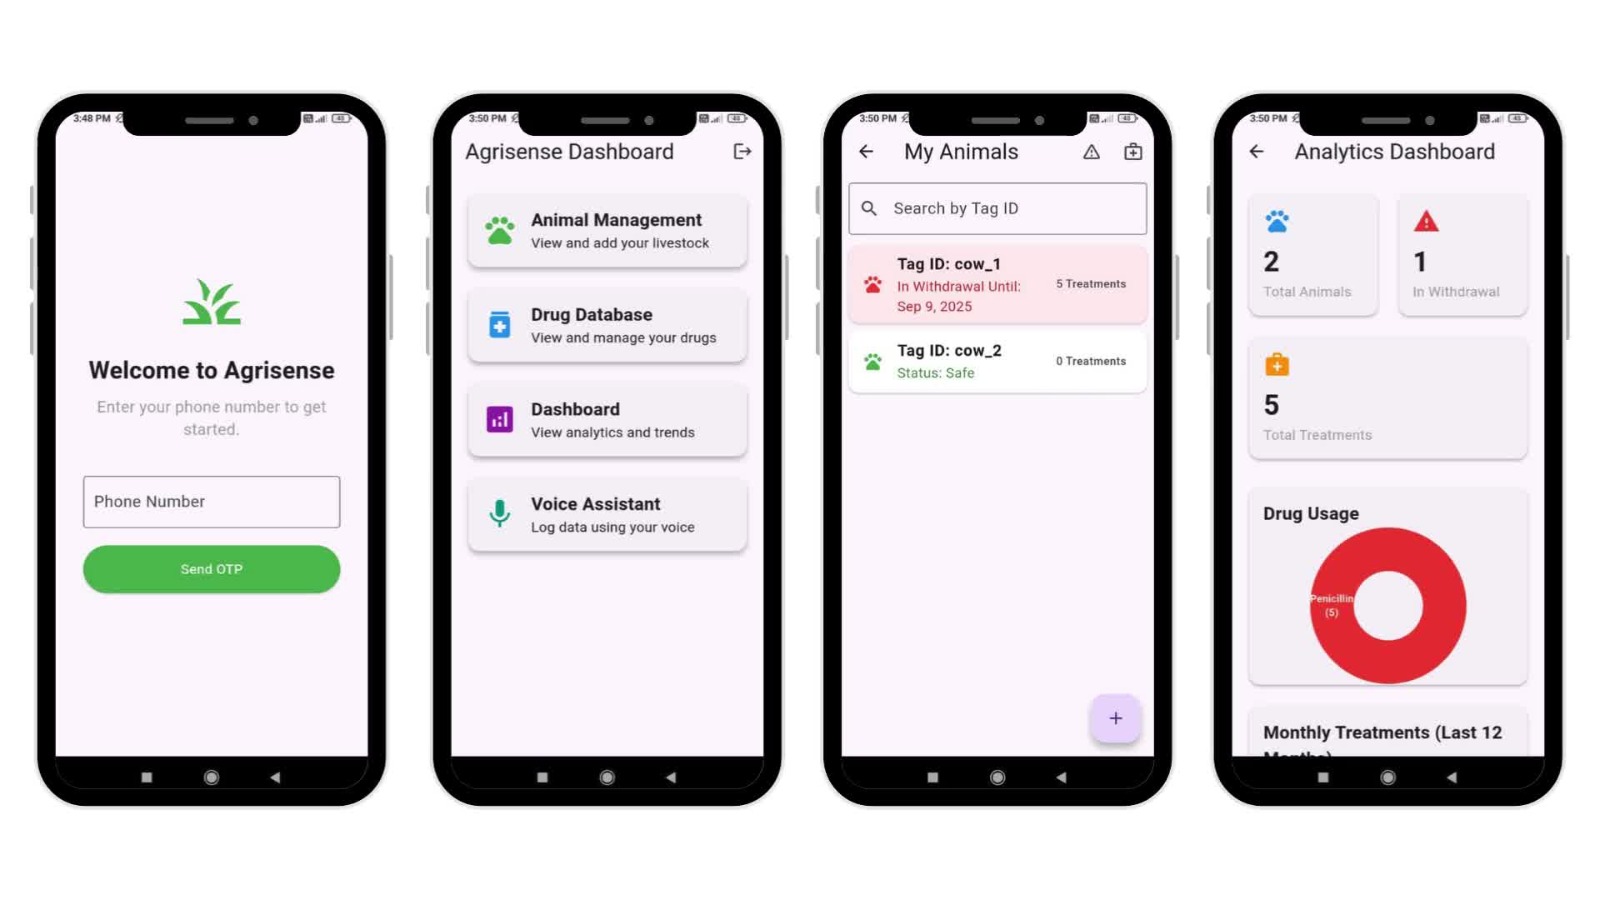 3:48 PM
48
Welcome to Agrisense
Enter your phone number to get
started.
Phone Number
Send OTP
3:50 PM
48
Agrisense Dashboard
Animal Management
View and add your livestock
Drug Database
View and manage your drugs
Dashboard
View analytics and trends
Voice Assistant
Log data using your voice
3:50 PM
48
My Animals
Search by Tag ID
Tag ID: cow_1
In Withdrawal Until:
Sep 9, 2025
5 Treatments
Tag ID: cow_2
Status: Safe
0 Treatments
3:50 PM
48
Analytics Dashboard
2
Total Animals
1
In Withdrawal
5
Total Treatments
Drug Usage
Penicillin
(5)
Monthly Treatments (Last 12
Months)